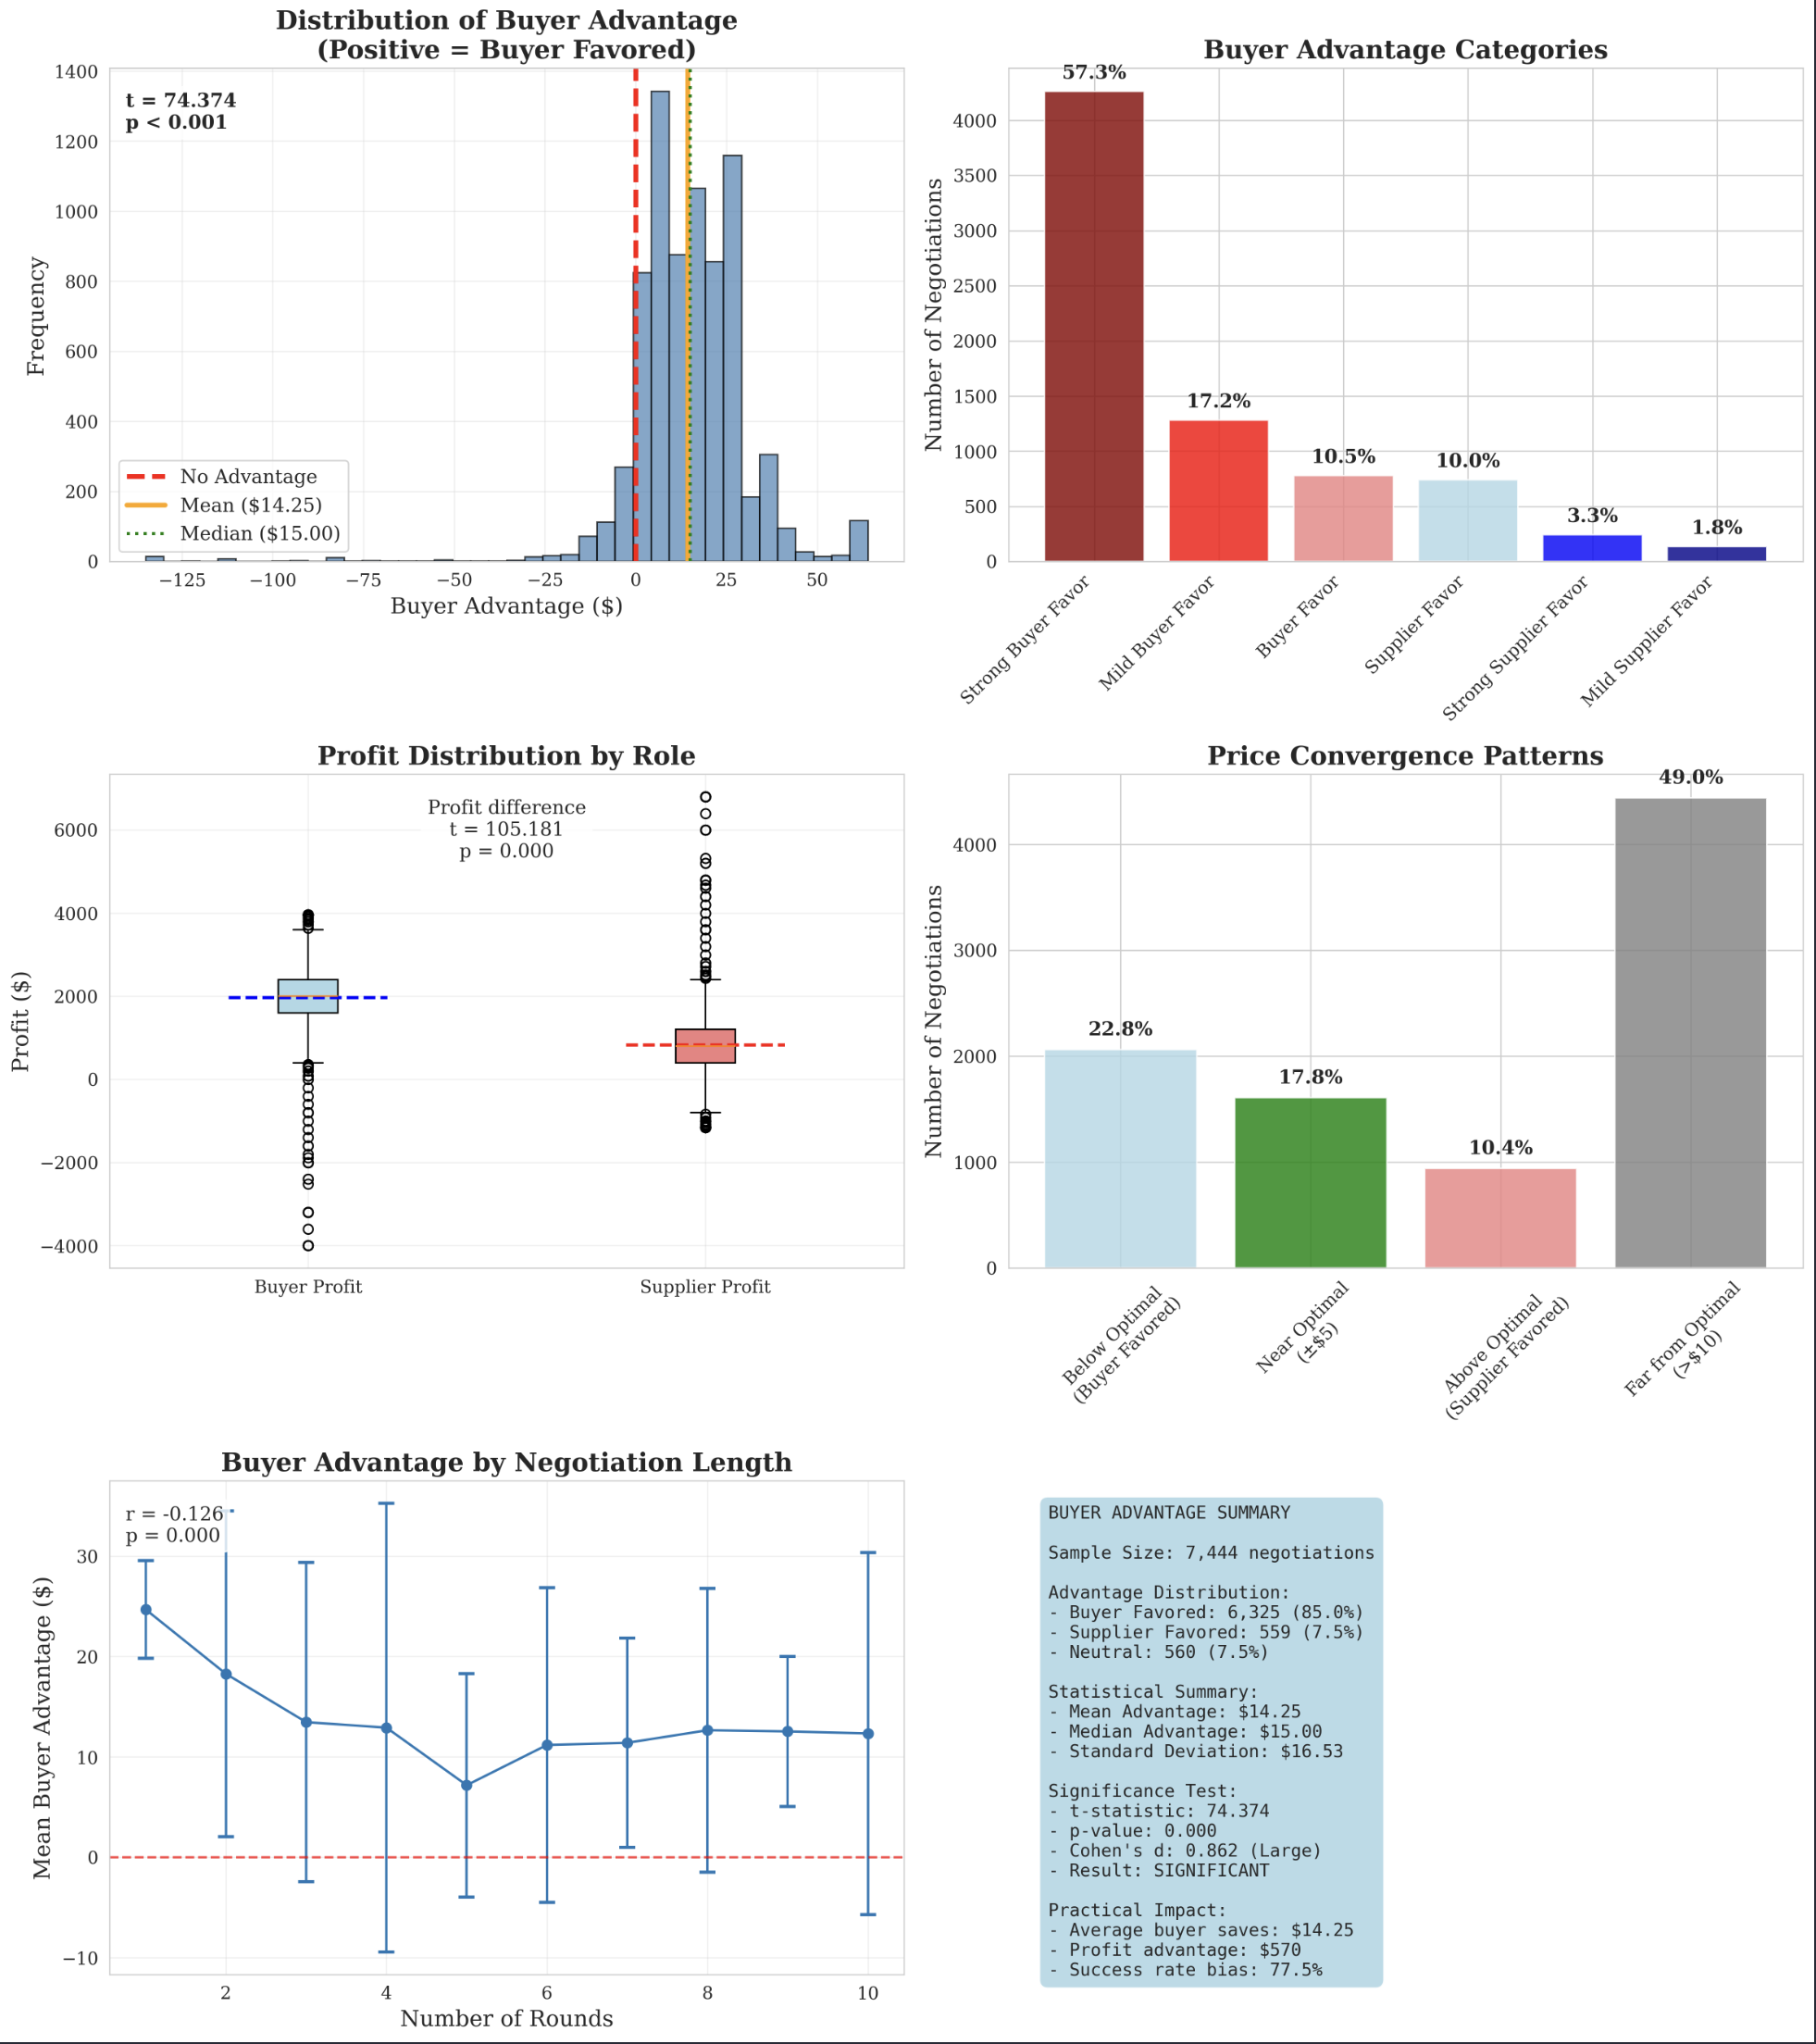 Distribution of Buyer Advantage
(Positive = Buyer Favored)
1400
1200
1000
800
600
400
200
0
Frequency
t = 74.374
p < 0.001
No Advantage
Mean ($14.25)
Median ($15.00)
−125
−100
−75
−50
−25
0
25
50
Buyer Advantage ($)
Buyer Advantage Categories
4000
3500
3000
2500
2000
1500
1000
500
0
Number of Negotiations
57.3%
17.2%
10.5%
10.0%
3.3%
1.8%
Strong Buyer Favor
Mild Buyer Favor
Buyer Favor
Supplier Favor
Strong Supplier Favor
Mild Supplier Favor
Profit Distribution by Role
6000
4000
2000
0
−2000
−4000
Profit ($)
Profit difference
t = 105.181
p = 0.000
Buyer Profit
Supplier Profit
Price Convergence Patterns
4000
3000
2000
1000
0
Number of Negotiations
22.8%
17.8%
10.4%
49.0%
Below Optimal
(Buyer Favored)
Near Optimal
(±$5)
Above Optimal
(Supplier Favored)
Far from Optimal
(>$10)
Buyer Advantage by Negotiation Length
30
20
10
0
−10
Mean Buyer Advantage ($)
r = -0.126
p = 0.000
2
4
6
8
10
Number of Rounds
BUYER ADVANTAGE SUMMARY
Sample Size: 7,444 negotiations
Advantage Distribution:
- Buyer Favored: 6,325 (85.0%)
- Supplier Favored: 559 (7.5%)
- Neutral: 560 (7.5%)
Statistical Summary:
- Mean Advantage: $14.25
- Median Advantage: $15.00
- Standard Deviation: $16.53
Significance Test:
- t-statistic: 74.374
- p-value: 0.000
- Cohen's d: 0.862 (Large)
- Result: SIGNIFICANT
Practical Impact:
- Average buyer saves: $14.25
- Profit advantage: $570
- Success rate bias: 77.5%